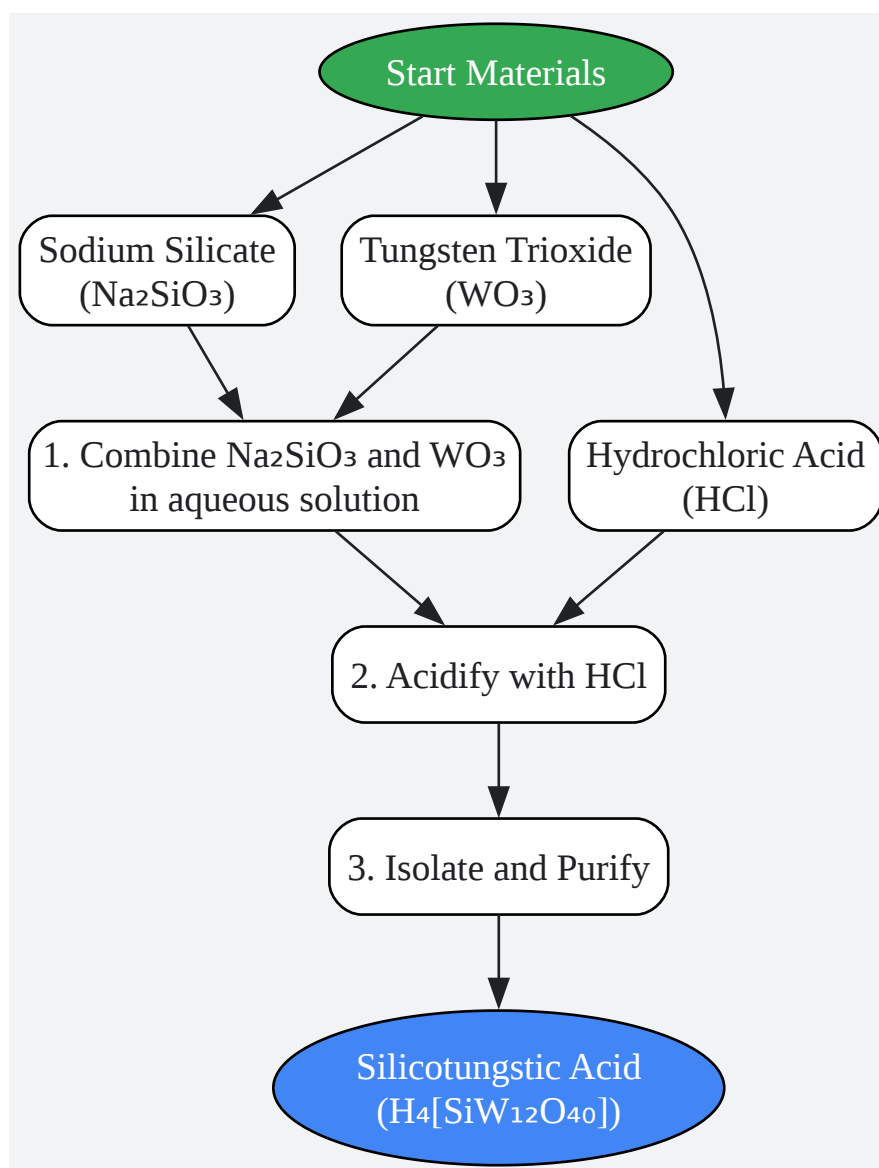 Start Materials
Sodium Silicate
(Na₂SiO₃)
Tungsten Trioxide
(WO₃)
1. Combine Na₂SiO₃ and WO₃
in aqueous solution
Hydrochloric Acid
(HCl)
2. Acidify with HCl
3. Isolate and Purify
Silicotungstic Acid
(H₄[SiW₁₂O₄₀])